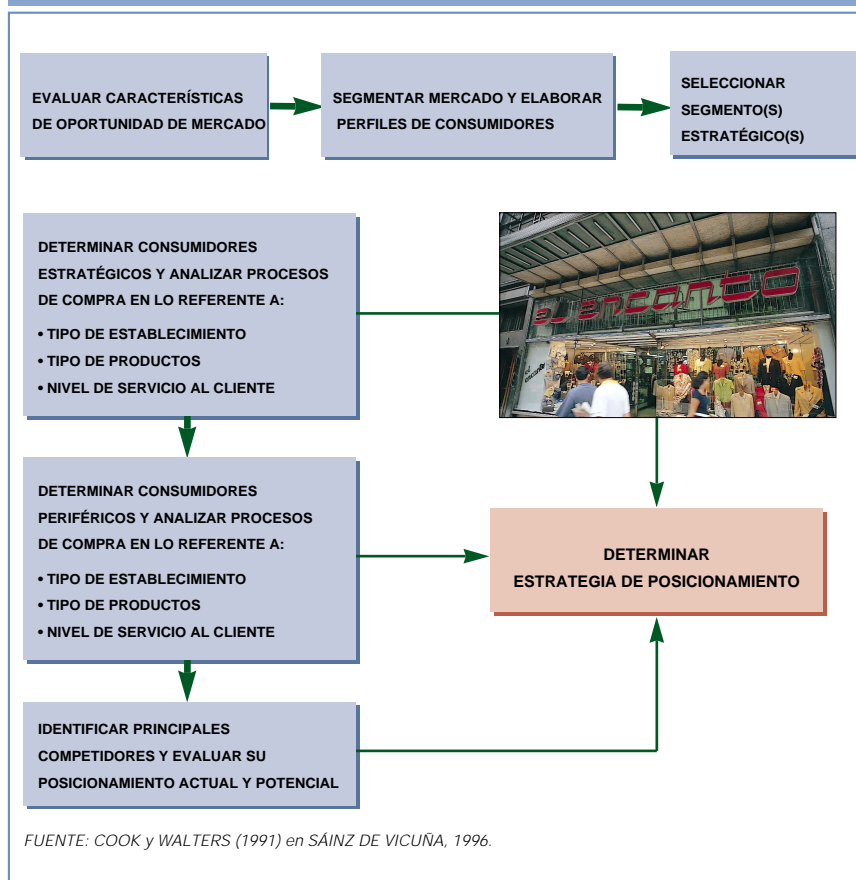 EVALUAR CARACTERÍSTICAS
DE OPORTUNIDAD DE MERCADO
SEGMENTAR MERCADO Y ELABORAR
PERFILES DE CONSUMIDORES
SELECCIONAR
SEGMENTO(S)
ESTRATÉGICO(S)
DETERMINAR CONSUMIDORES
ESTRATÉGICOS Y ANALIZAR PROCESOS
DE COMPRA EN LO REFERENTE A:
• TIPO DE ESTABLECIMIENTO
• TIPO DE PRODUCTOS
• NIVEL DE SERVICIO AL CLIENTE
EL ENCANTO
DETERMINAR CONSUMIDORES
PERIFÉRICOS Y ANALIZAR PROCESOS
DE COMPRA EN LO REFERENTE A:
• TIPO DE ESTABLECIMIENTO
• TIPO DE PRODUCTOS
• NIVEL DE SERVICIO AL CLIENTE
DETERMINAR
ESTRATEGIA DE POSICIONAMIENTO
IDENTIFICAR PRINCIPALES
COMPETIDORES Y EVALUAR SU
POSICIONAMIENTO ACTUAL Y POTENCIAL
FUENTE: COOK y WALTERS (1991) en SÁINZ DE VICUÑA, 1996.